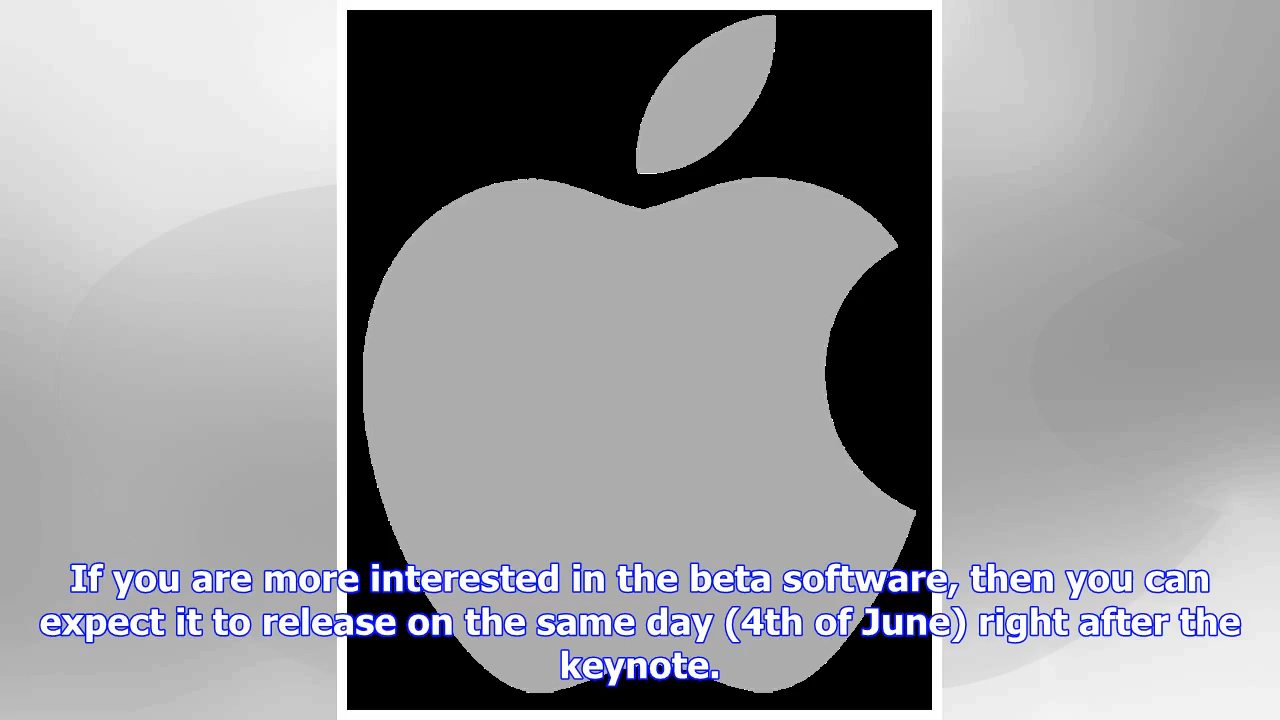 If you are more interested in the beta software, then you can
expect it to release on the same day (4th of June) right after the
keynote.